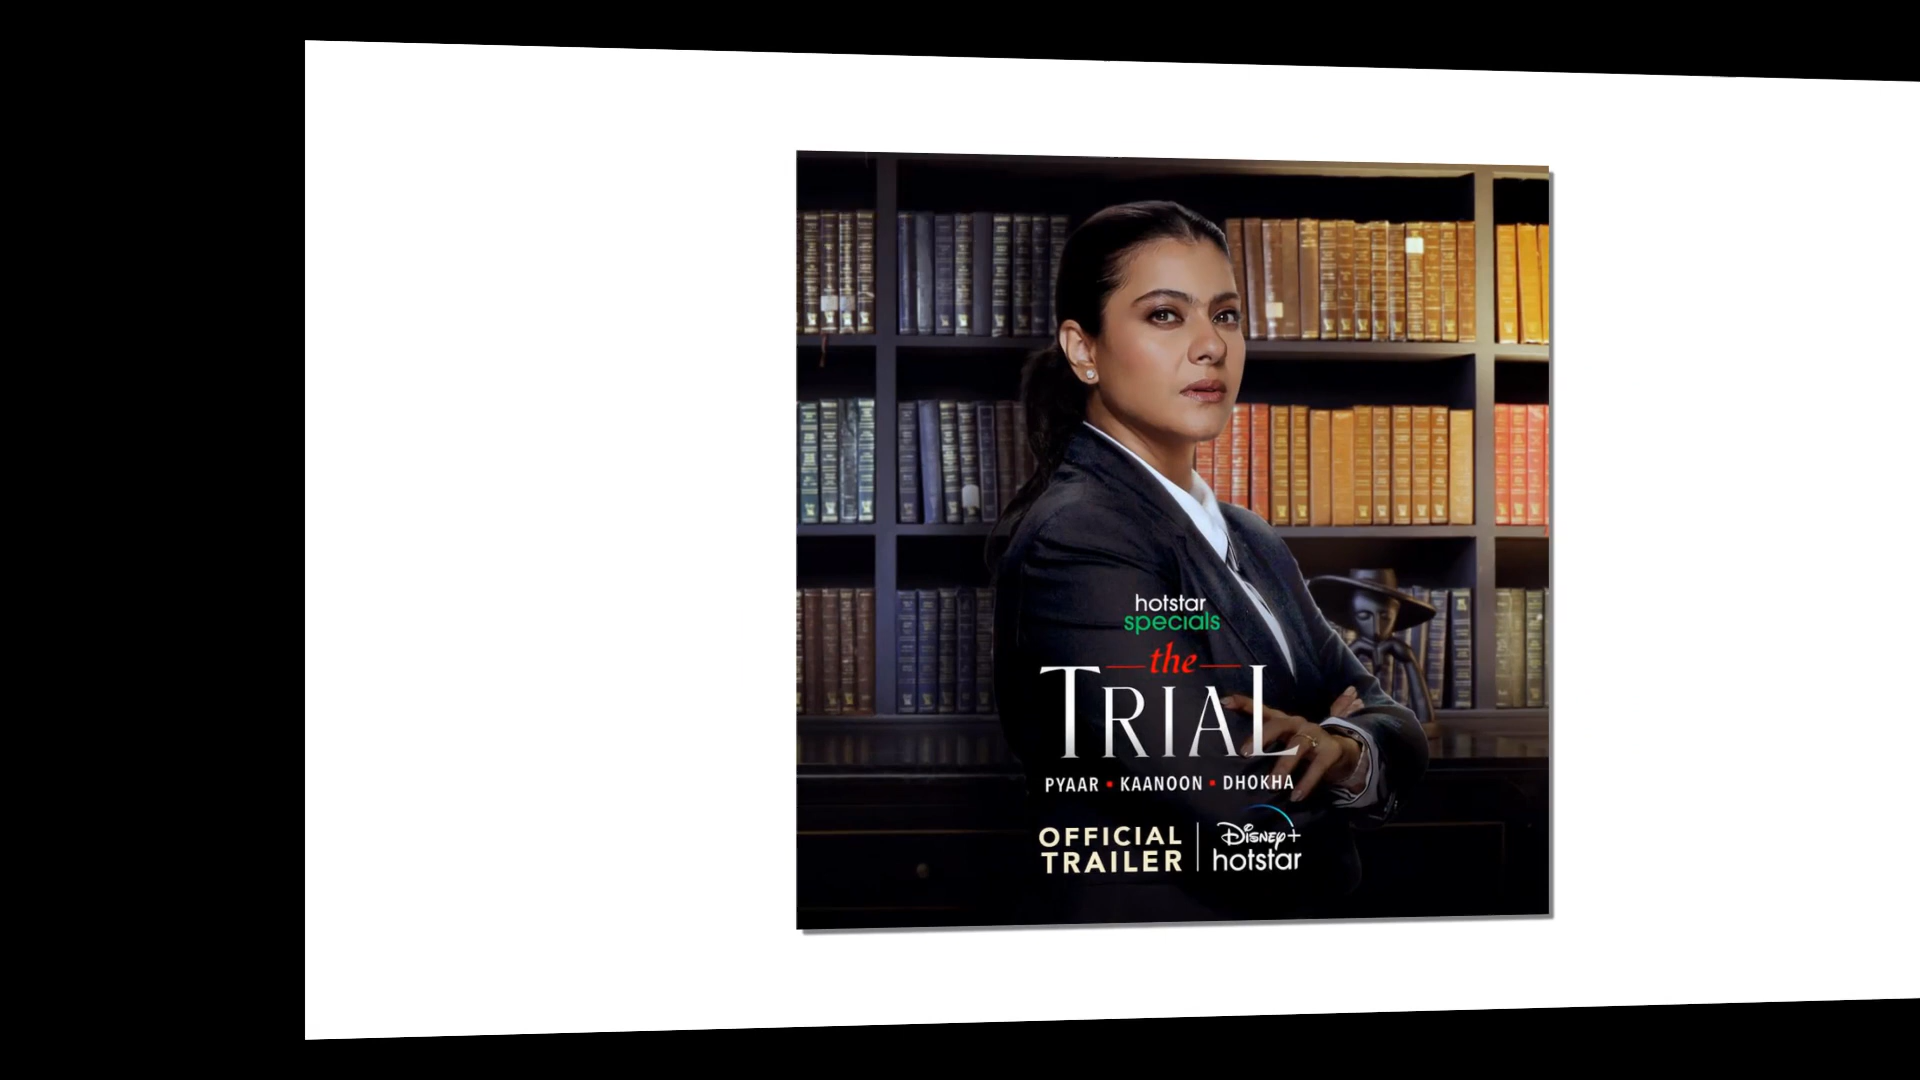 hotstar
specials
the
TRIAL
PYAAR • KAANOON • DHOKHA
OFFICIAL
TRAILER
Disney+
hotstar